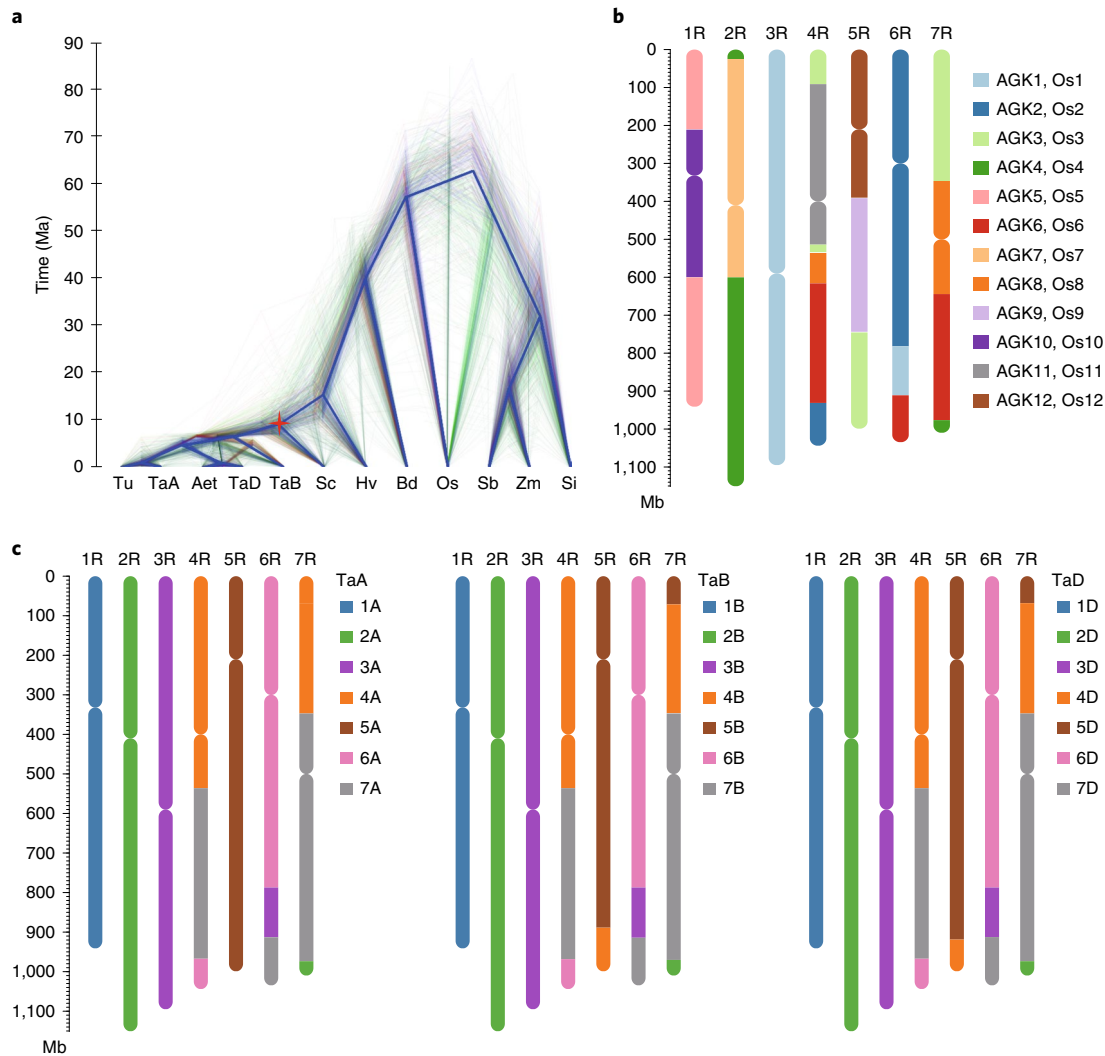 a
90
80
70
60
50
40
30
20
10
0
Time (Ma)
Tu TaA Aet TaD TaB Sc Hv Bd Os Sb Zm Si
b
1R 2R 3R 4R 5R 6R 7R
0
100
200
300
400
500
600
700
800
900
1,000
1,100
Mb
AGK1, Os1
AGK2, Os2
AGK3, Os3
AGK4, Os4
AGK5, Os5
AGK6, Os6
AGK7, Os7
AGK8, Os8
AGK9, Os9
AGK10, Os10
AGK11, Os11
AGK12, Os12
c
1R 2R 3R 4R 5R 6R 7R
0
100
200
300
400
500
600
700
800
900
1,000
1,100
Mb
TaA
1A
2A
3A
4A
5A
6A
7A
1R 2R 3R 4R 5R 6R 7R
TaB
1B
2B
3B
4B
5B
6B
7B
1R 2R 3R 4R 5R 6R 7R
TaD
1D
2D
3D
4D
5D
6D
7D